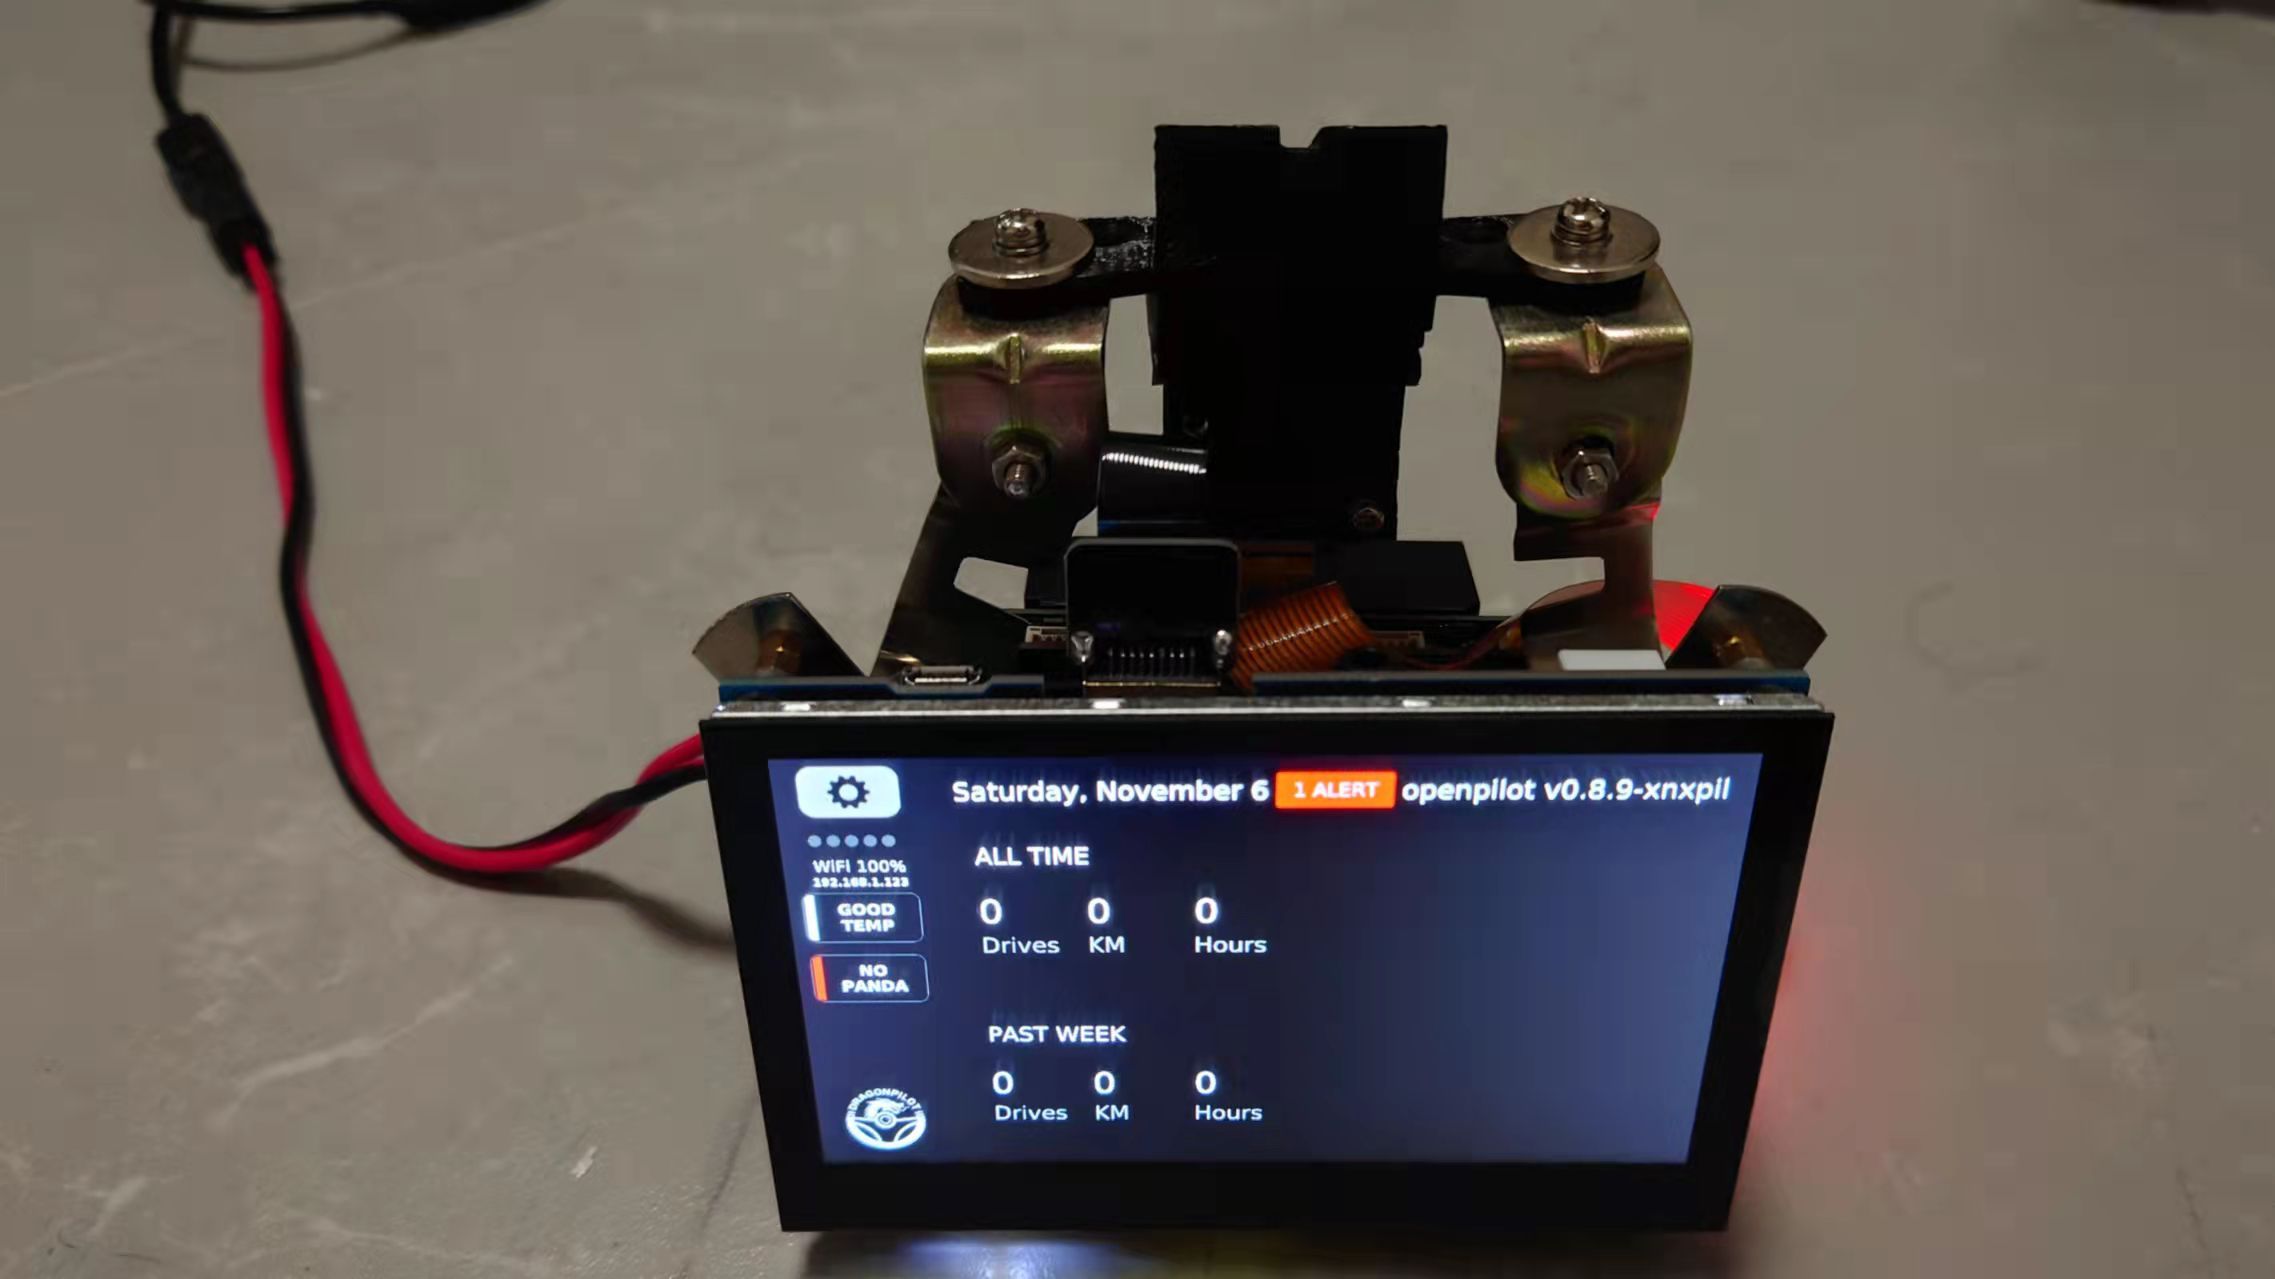 Saturday, November 6 1 ALERT openpilot v0.8.9-xnxpil
WiFi 100%
192.168.1.123
GOOD
TEMP
NO
PANDA
DRAGONPILOT
ALL TIME
0 0 0
Drives KM Hours
PAST WEEK
0 0 0
Drives KM Hours